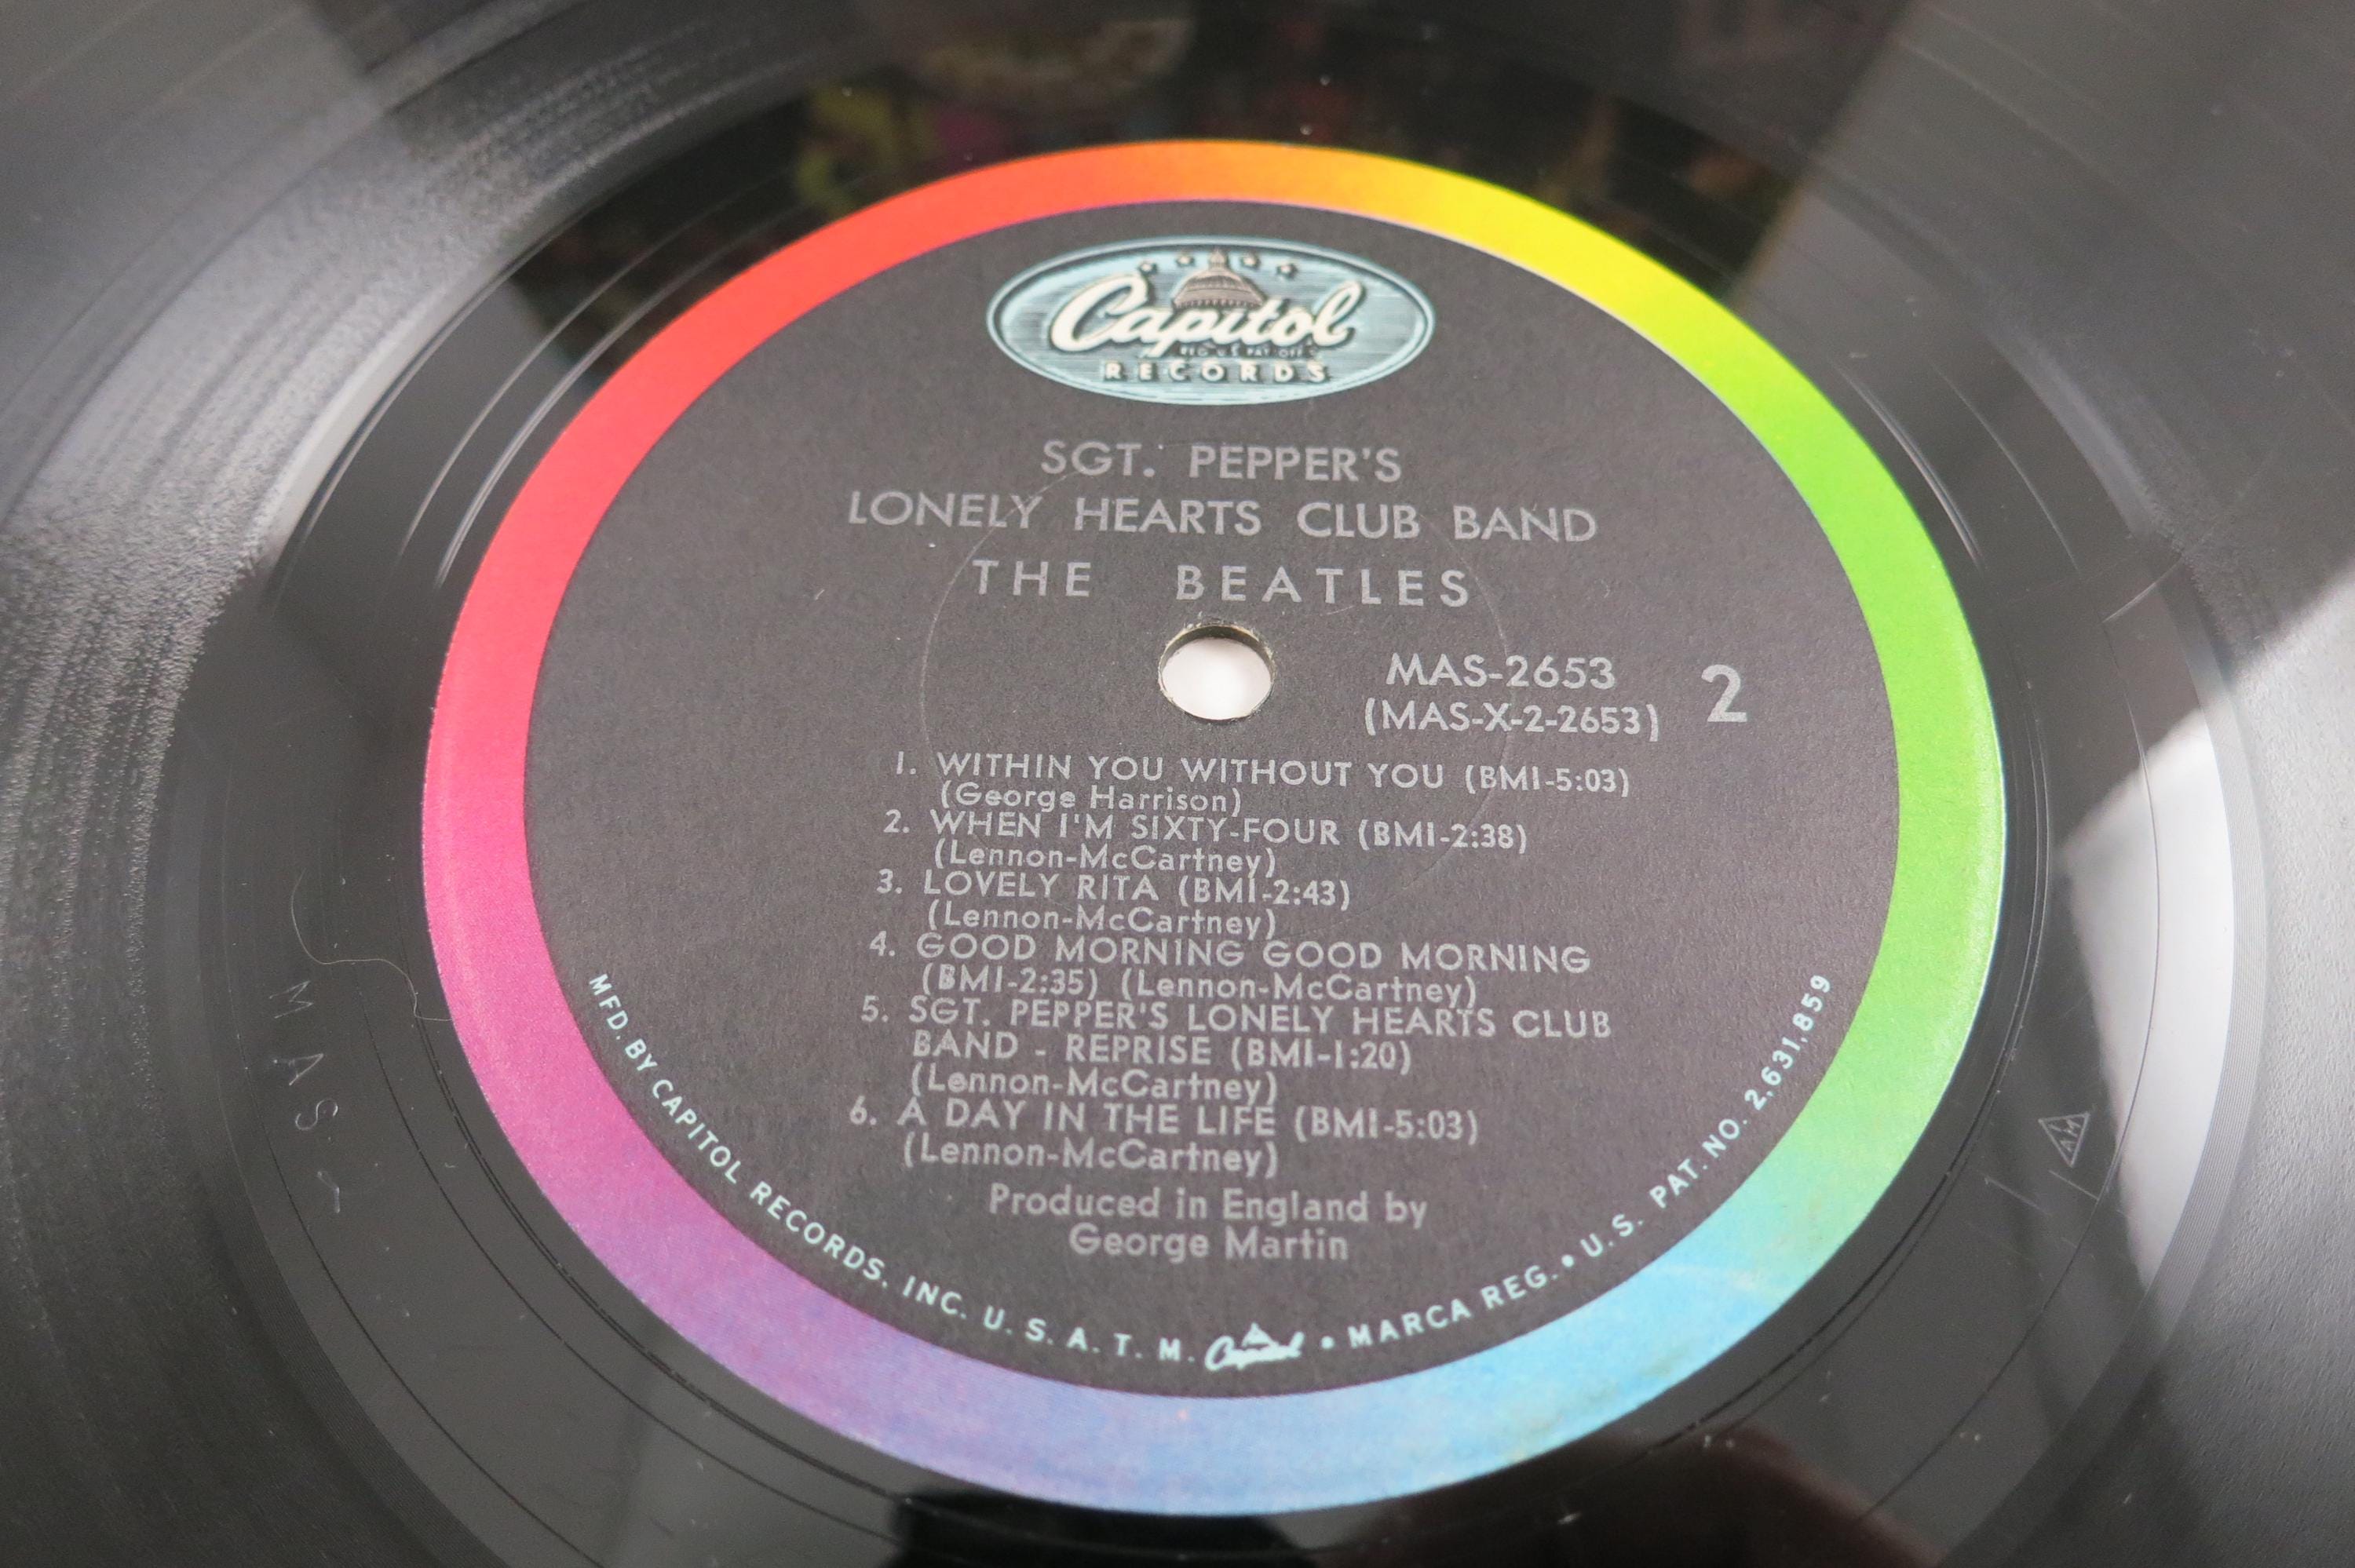 Capitol
REG. U.S. PAT. OFF.
RECORDS
SGT. PEPPER'S
LONELY HEARTS CLUB BAND
THE BEATLES
MAS-2653
(MAS-X-2-2653)
2
1. WITHIN YOU WITHOUT YOU (BMI-5:03)
(George Harrison)
2. WHEN I'M SIXTY-FOUR (BMI-2:38)
(Lennon-McCartney)
3. LOVELY RITA (BMI-2:43)
(Lennon-McCartney)
4. GOOD MORNING GOOD MORNING
(BMI-2:35) (Lennon-McCartney)
5. SGT. PEPPER'S LONELY HEARTS CLUB
BAND - REPRISE (BMI-1:20)
(Lennon-McCartney)
6. A DAY IN THE LIFE (BMI-5:03)
(Lennon-McCartney)
Produced in England by
George Martin
MFD. BY CAPITOL RECORDS, INC. U. S. A. T. M. Capitol • MARCA REG. • U. S. PAT. NO. 2,631,859
MAS-
IAM